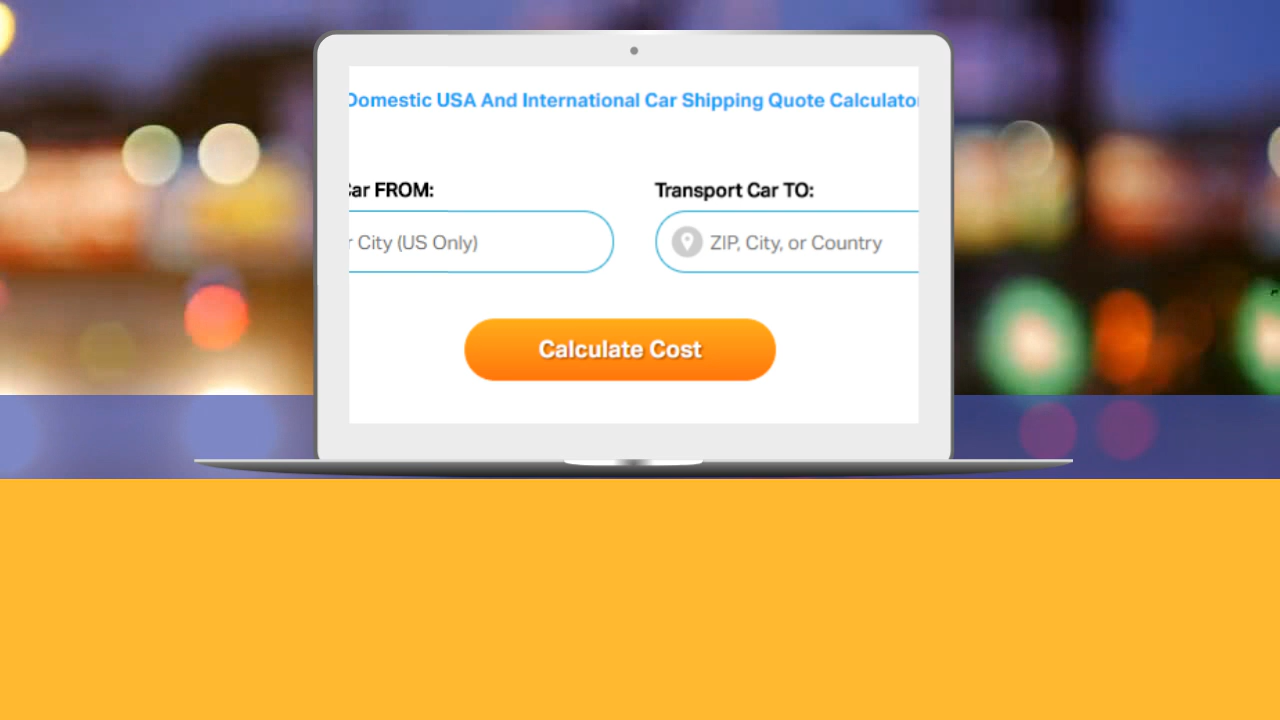 Domestic USA And International Car Shipping Quote Calculator
Car FROM:
Transport Car TO:
City (US Only)
ZIP, City, or Country
Calculate Cost